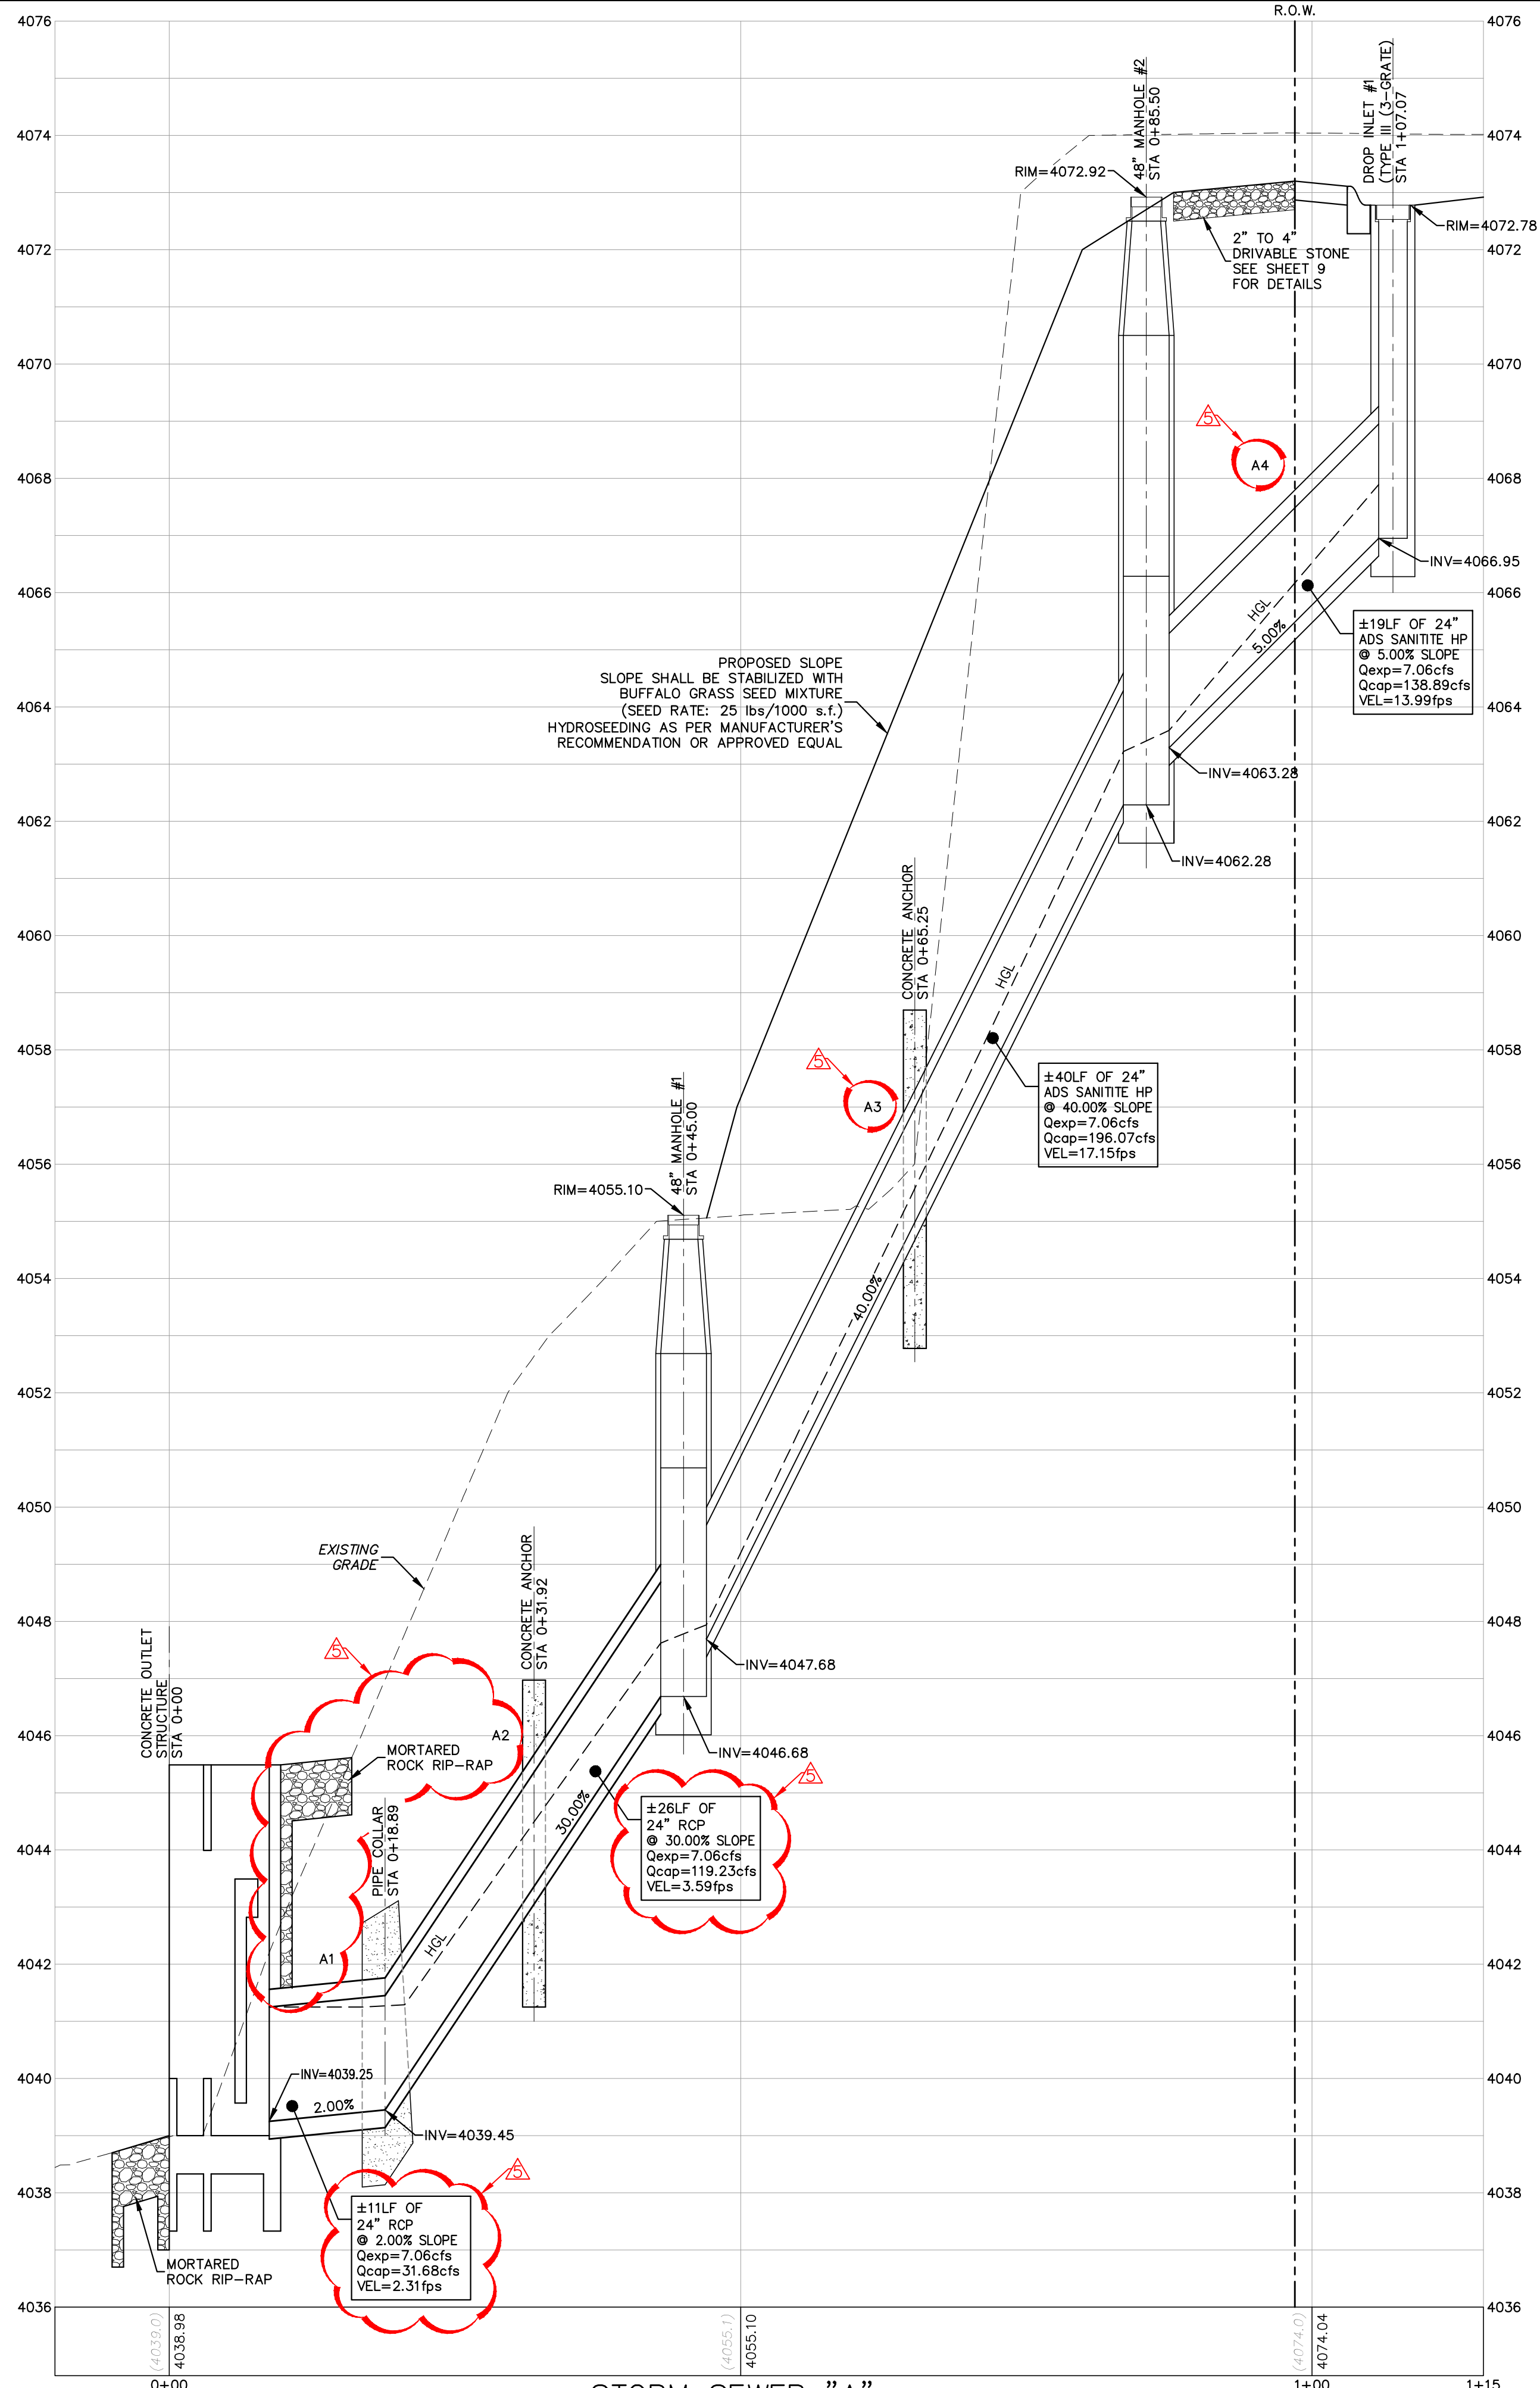 R.O.W.
4076
4076
4074
4074
4072
4072
4070
4070
4068
4068
4066
4066
4064
4064
4062
4062
4060
4060
4058
4058
4056
4056
4054
4054
4052
4052
4050
4050
4048
4048
4046
4046
4044
4044
4042
4042
4040
4040
4038
4038
4036
4036
48" MANHOLE #2
STA 0+85.50
RIM=4072.92
DROP INLET #1
(TYPE III (3-GRATE)
STA 1+07.07
RIM=4072.78
2" TO 4"
DRIVABLE STONE
SEE SHEET 9
FOR DETAILS
5
A4
INV=4066.95
HGL
5.00%
±19LF OF 24"
ADS SANITITE HP
@ 5.00% SLOPE
Qexp=7.06cfs
Qcap=138.89cfs
VEL=13.99fps
PROPOSED SLOPE
SLOPE SHALL BE STABILIZED WITH
BUFFALO GRASS SEED MIXTURE
(SEED RATE: 25 lbs/1000 s.f.)
HYDROSEEDING AS PER MANUFACTURER'S
RECOMMENDATION OR APPROVED EQUAL
INV=4063.28
INV=4062.28
CONCRETE ANCHOR
STA 0+65.25
HGL
5
A3
±40LF OF 24"
ADS SANITITE HP
@ 40.00% SLOPE
Qexp=7.06cfs
Qcap=196.07cfs
VEL=17.15fps
48" MANHOLE #1
STA 0+45.00
RIM=4055.10
40.00%
EXISTING
GRADE
CONCRETE ANCHOR
STA 0+31.92
INV=4047.68
INV=4046.68
CONCRETE OUTLET
STRUCTURE
STA 0+00
5
A2
MORTARED
ROCK RIP-RAP
PIPE COLLAR
STA 0+18.89
30.00%
5
±26LF OF
24" RCP
@ 30.00% SLOPE
Qexp=7.06cfs
Qcap=119.23cfs
VEL=3.59fps
HGL
A1
INV=4039.25
2.00%
INV=4039.45
5
±11LF OF
24" RCP
@ 2.00% SLOPE
Qexp=7.06cfs
Qcap=31.68cfs
VEL=2.31fps
MORTARED
ROCK RIP-RAP
(4039.0)
4038.98
(4055.1)
4055.10
(4074.0)
4074.04
0+00
STORM SEWER "A"
1+00
1+15